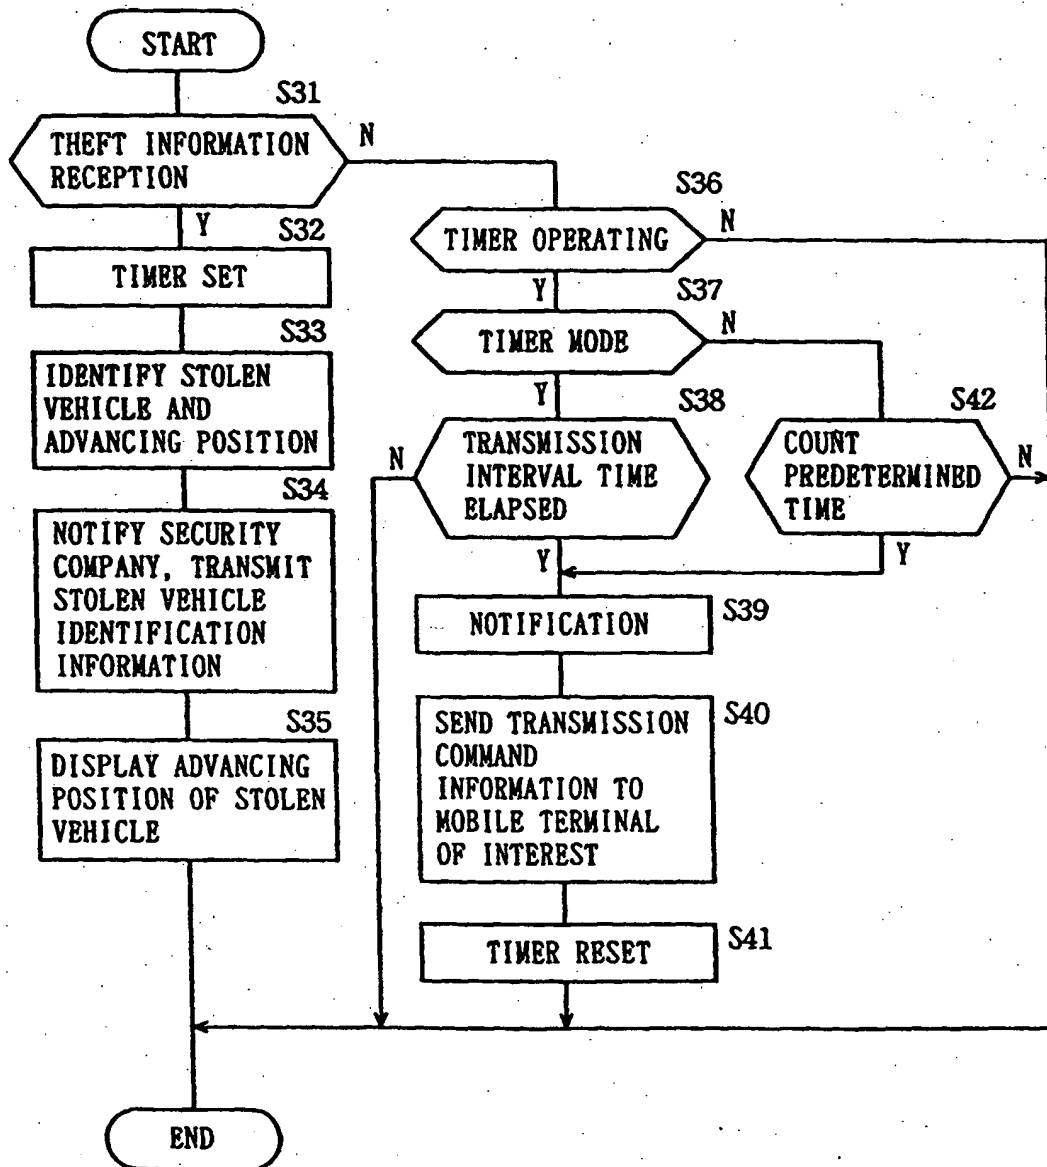 START
S31
THEFT INFORMATION
RECEPTION
N
Y
S32
TIMER SET
S33
IDENTIFY STOLEN
VEHICLE AND
ADVANCING POSITION
S34
NOTIFY SECURITY
COMPANY, TRANSMIT
STOLEN VEHICLE
IDENTIFICATION
INFORMATION
S35
DISPLAY ADVANCING
POSITION OF STOLEN
VEHICLE
S36
TIMER OPERATING
N
Y
S37
TIMER MODE
N
Y
S38
TRANSMISSION
INTERVAL TIME
ELAPSED
N
Y
S42
COUNT
PREDETERMINED
TIME
N
Y
S39
NOTIFICATION
S40
SEND TRANSMISSION
COMMAND
INFORMATION TO
MOBILE TERMINAL
OF INTEREST
S41
TIMER RESET
END